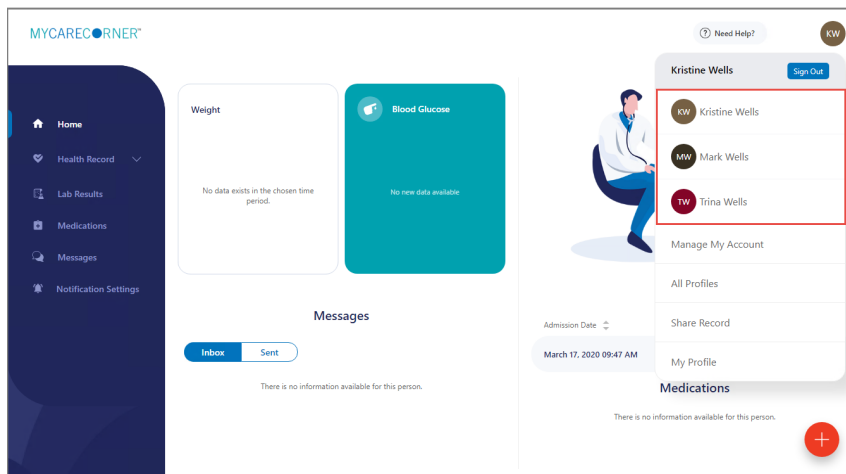 MYCARECORNER™
Need Help?
KW
Kristine Wells
Sign Out
KW Kristine Wells
MW Mark Wells
TW Trina Wells
Manage My Account
All Profiles
Share Record
My Profile
Home
Health Record
Lab Results
Medications
Messages
Notification Settings
Weight
No data exists in the chosen time
period.
Blood Glucose
No new data available
Messages
Inbox Sent
There is no information available for this person.
Admission Date
March 17, 2020 09:47 AM
Medications
There is no information available for this person.